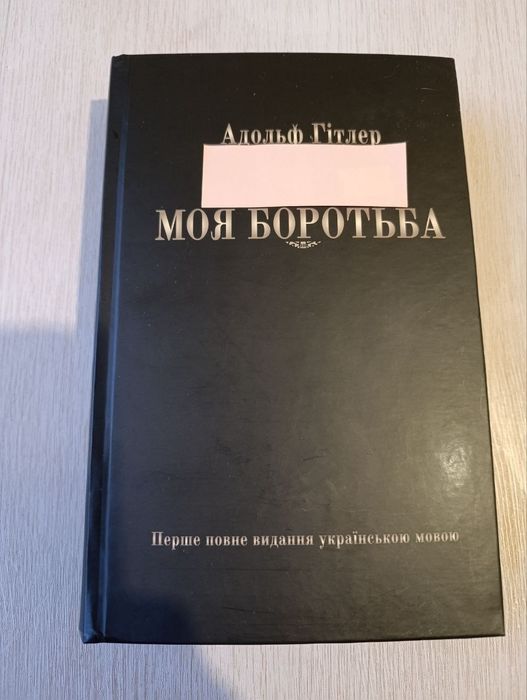 Адольф Гітлер
МОЯ БОРОТЬБА
Перше повне видання українською мовою